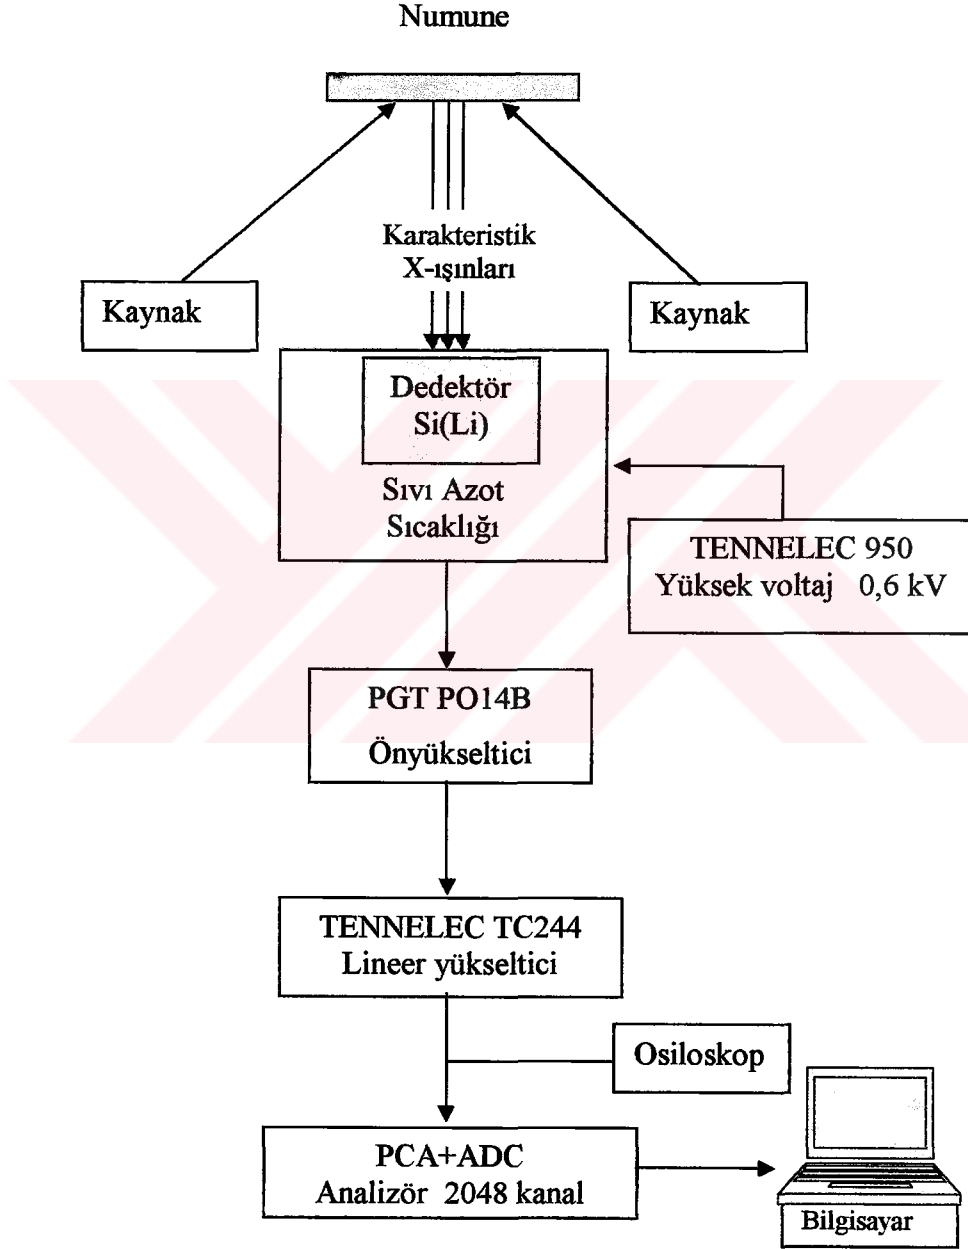 Numune
Karakteristik
X-ışınları
Kaynak
Kaynak
Dedektör
Si(Li)
Sıvı Azot
Sıcaklığı
TENNELEC 950
Yüksek voltaj 0,6 kV
PGT PO14B
Önyükseltici
TENNELEC TC244
Lineer yükseltici
Osiloskop
PCA+ADC
Analizör 2048 kanal
Bilgisayar